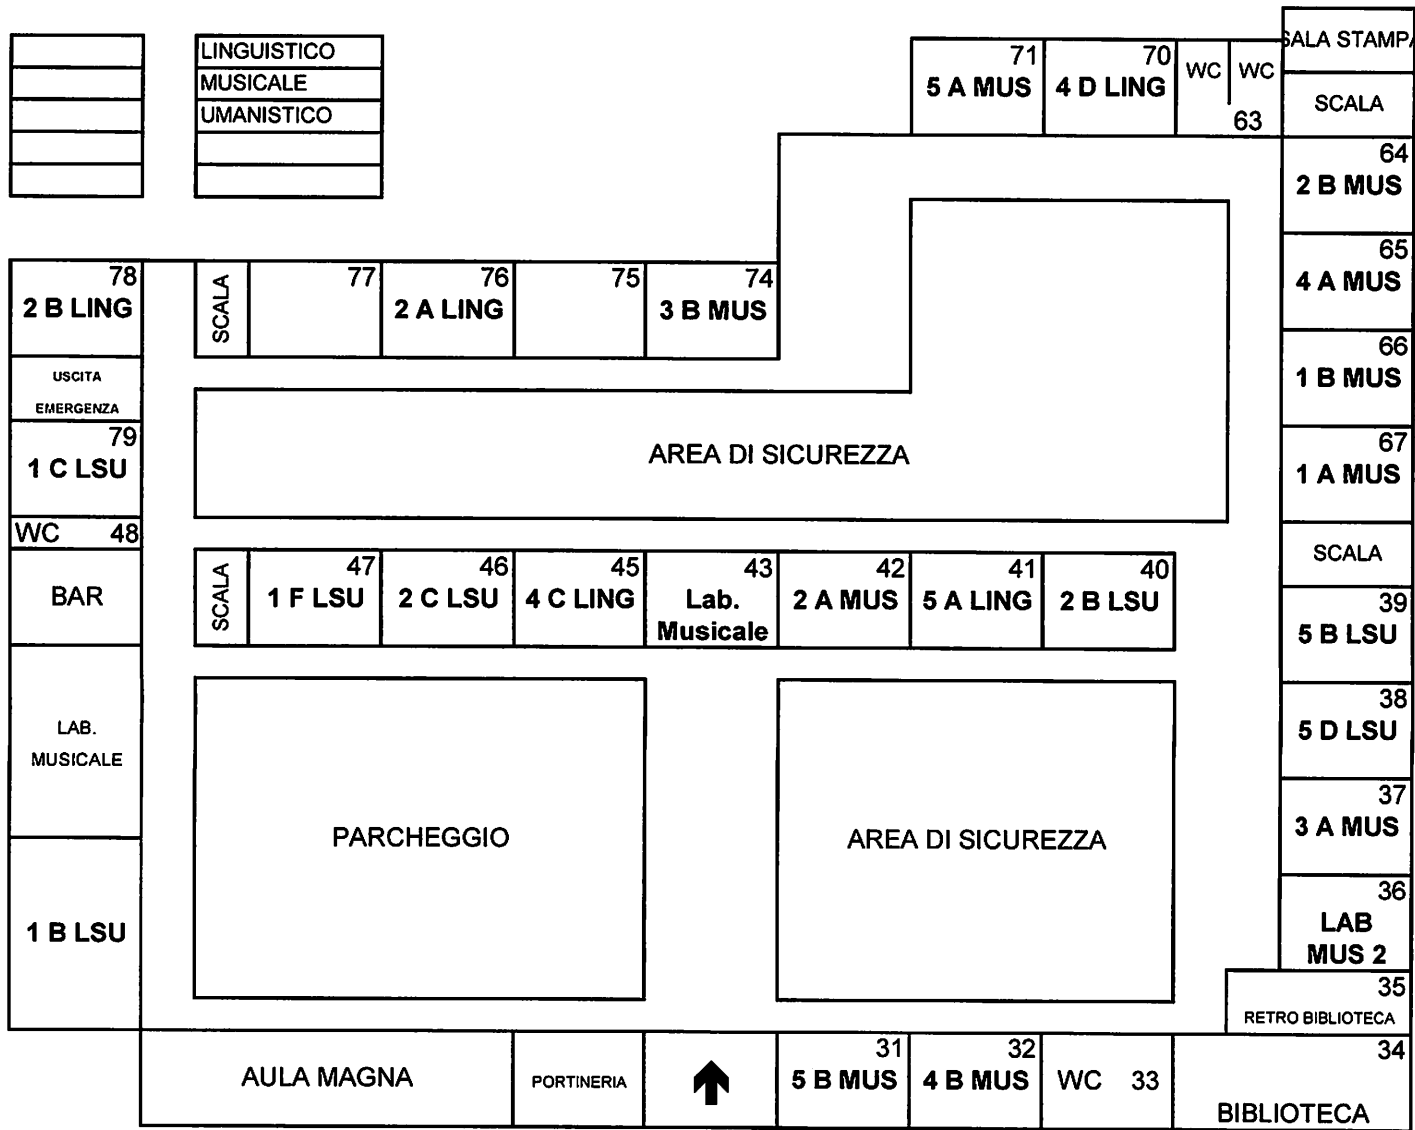 LINGUISTICO
MUSICALE
UMANISTICO
71
5 A MUS
70
4 D LING
WC
WC
63
SALA STAMPA
SCALA
64
2 B MUS
65
4 A MUS
66
1 B MUS
67
1 A MUS
SCALA
78
2 B LING
USCITA
EMERGENZA
79
1 C LSU
WC 48
BAR
LAB.
MUSICALE
1 B LSU
SCALA
77
76
2 A LING
75
74
3 B MUS
AREA DI SICUREZZA
SCALA
47
1 F LSU
46
2 C LSU
45
4 C LING
43
Lab.
Musicale
42
2 A MUS
41
5 A LING
40
2 B LSU
39
5 B LSU
38
5 D LSU
37
3 A MUS
36
LAB
MUS 2
35
RETRO BIBLIOTECA
PARCHEGGIO
AREA DI SICUREZZA
AULA MAGNA
PORTINERIA
31
5 B MUS
32
4 B MUS
WC 33
34
BIBLIOTECA